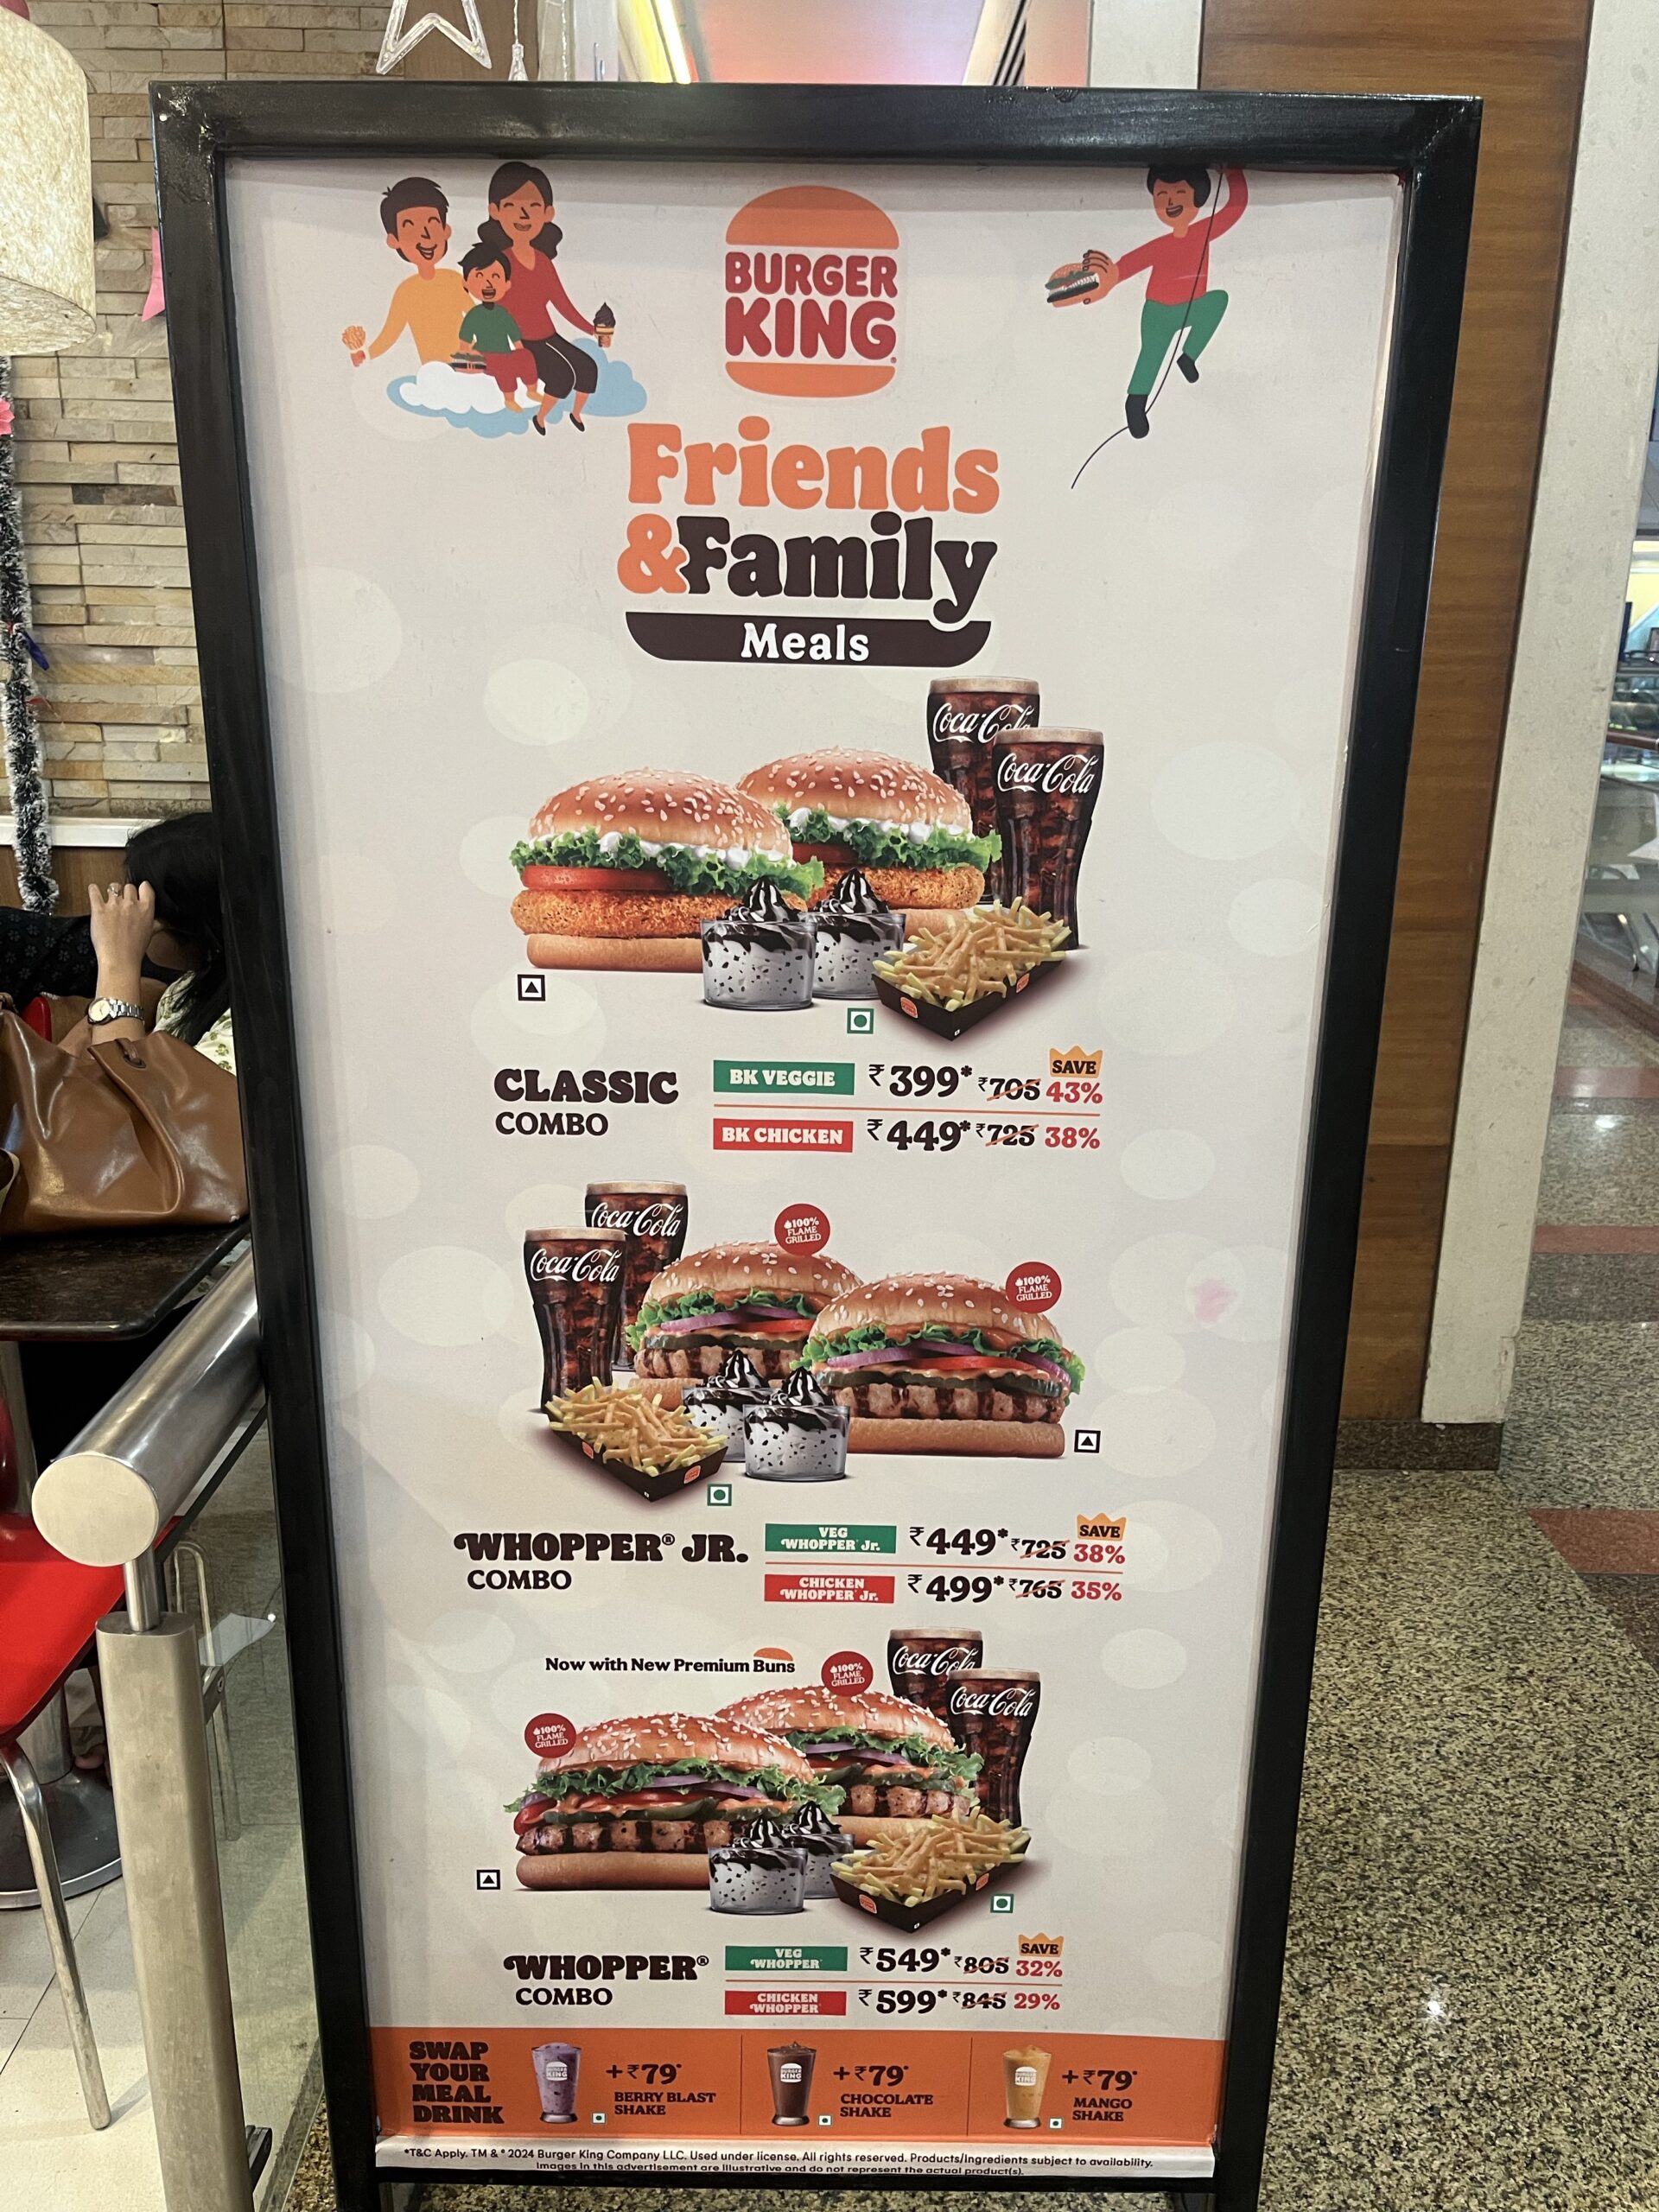 BURGER
KING
Friends
&Family
Meals
Coca-Cola
Coca-Cola
CLASSIC
COMBO
BK VEGGIE ₹399* ₹705 SAVE 43%
BK CHICKEN ₹449* ₹725 38%
Coca-Cola
Coca-Cola
100%
FLAME
GRILLED
100%
FLAME
GRILLED
WHOPPER® JR.
COMBO
VEG
WHOPPER Jr. ₹449* ₹725 SAVE 38%
CHICKEN
WHOPPER Jr. ₹499* ₹765 35%
Now with New Premium Buns
100%
FLAME
GRILLED
100%
FLAME
GRILLED
Coca-Cola
Coca-Cola
WHOPPER®
COMBO
VEG
WHOPPER ₹549* ₹805 SAVE 32%
CHICKEN
WHOPPER ₹599* ₹845 29%
SWAP
YOUR
MEAL
DRINK
BURGER
KING
+₹79*
BERRY BLAST
SHAKE
BURGER
KING
+₹79*
CHOCOLATE
SHAKE
BURGER
KING
+₹79*
MANGO
SHAKE
*T&C Apply. TM & ® 2024 Burger King Company LLC. Used under license. All rights reserved. Products/Ingredients subject to availability.
Images in this advertisement are illustrative and do not represent the actual product(s).